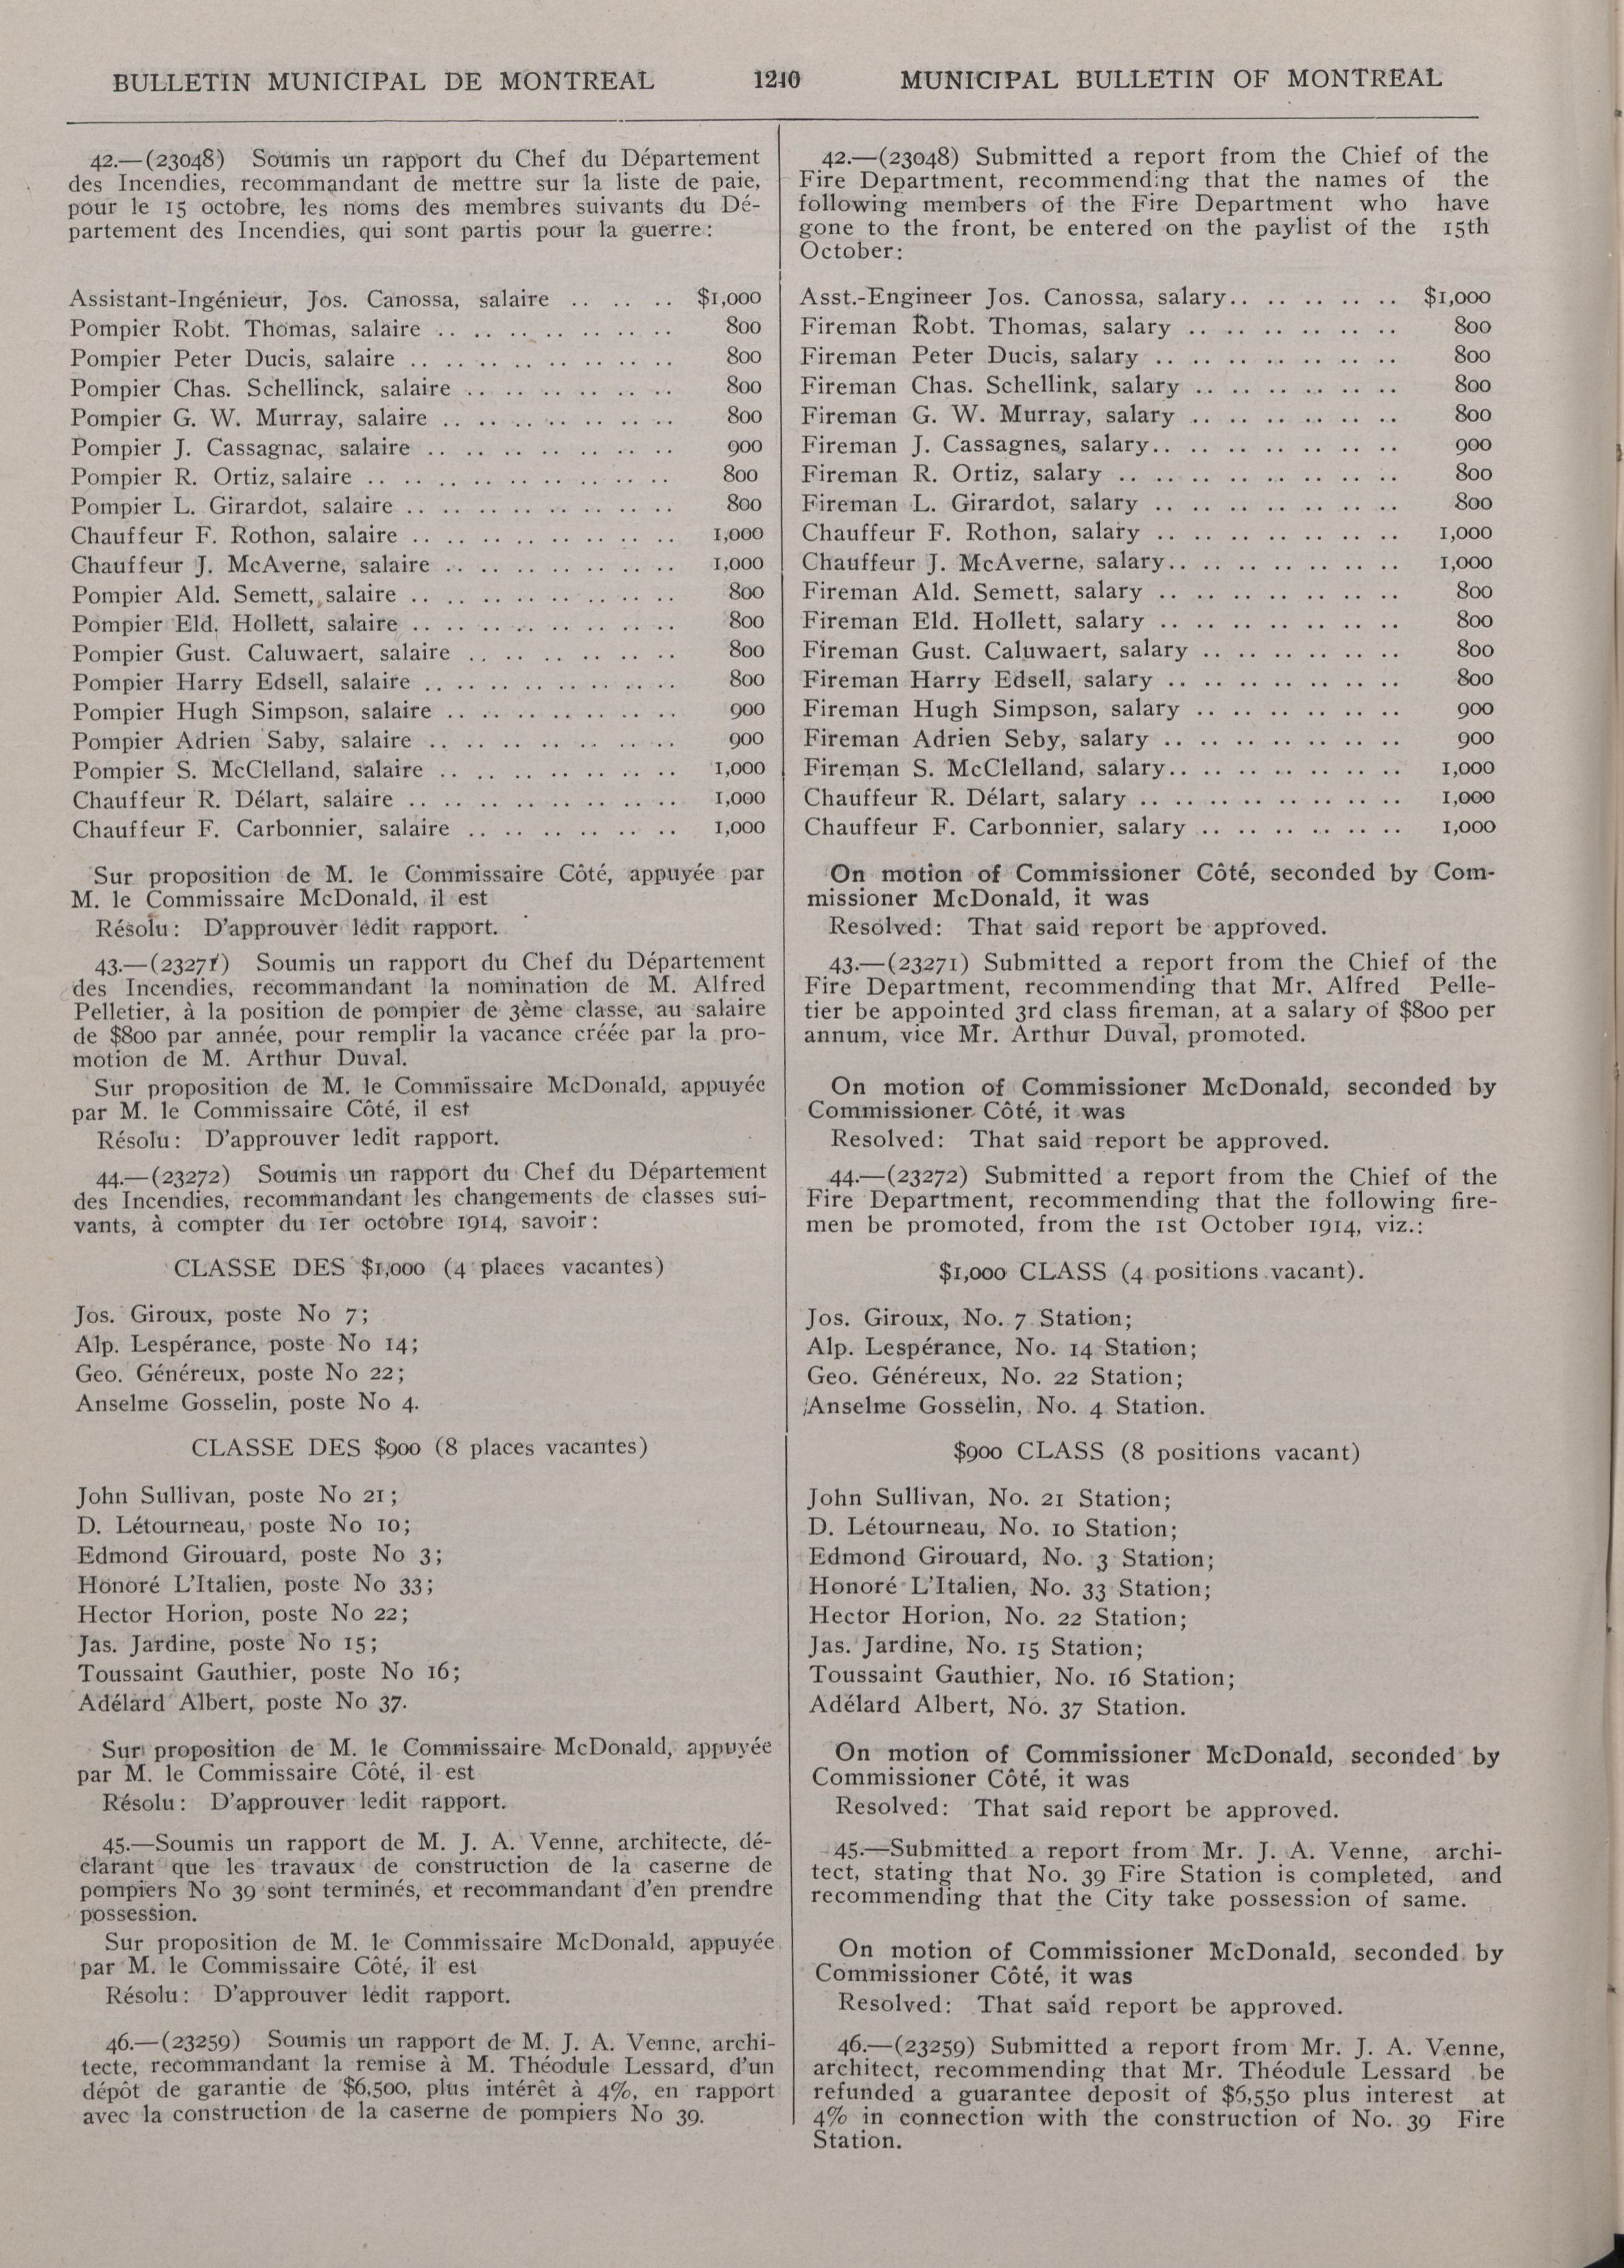 BULLETIN MUNICIPAL DE MONTREAL 1240 MUNICIPAL BULLETIN OF MONTREAL
42.—(23048) Soumis un rapport du Chef du Département
des Incendies, recommandant de mettre sur la liste de paie,
pour le 15 octobre, les noms des membres suivants du Dé-
partement des Incendies, qui sont partis pour la guerre:
Assistant-Ingénieur, Jos. Canossa, salaire .. .. .. $1,000
Pompier Robt. Thomas, salaire .. .. .. .. .. .. .. 800
Pompier Peter Ducis, salaire .. .. .. .. .. .. .. .. 800
Pompier Chas. Schellinck, salaire .. .. .. .. .. .. 800
Pompier G. W. Murray, salaire .. .. .. .. .. .. .. 800
Pompier J. Cassagnac, salaire .. .. .. .. .. .. .. 900
Pompier R. Ortiz, salaire .. .. .. .. .. .. .. .. .. 800
Pompier L. Girardot, salaire .. .. .. .. .. .. .. .. 800
Chauffeur F. Rothon, salaire .. .. .. .. .. .. .. .. 1,000
Chauffeur J. McAverne, salaire .. .. .. .. .. .. .. 1,000
Pompier Ald. Semett, salaire .. .. .. .. .. .. .. .. 800
Pompier Eld. Hollett, salaire .. .. .. .. .. .. .. .. 800
Pompier Gust. Caluwaert, salaire .. .. .. .. .. .. 800
Pompier Harry Edsell, salaire .. .. .. .. .. .. .. 800
Pompier Hugh Simpson, salaire .. .. .. .. .. .. .. 900
Pompier Adrien Saby, salaire .. .. .. .. .. .. .. 900
Pompier S. McClelland, salaire .. .. .. .. .. .. .. 1,000
Chauffeur R. Délart, salaire .. .. .. .. .. .. .. .. 1,000
Chauffeur F. Carbonnier, salaire .. .. .. .. .. .. 1,000
Sur proposition de M. le Commissaire Côté, appuyée par
M. le Commissaire McDonald, il est
Résolu: D'approuver ledit rapport.
43.—(23271) Soumis un rapport du Chef du Département
des Incendies, recommandant la nomination de M. Alfred
Pelletier, à la position de pompier de 3ème classe, au salaire
de $800 par année, pour remplir la vacance créée par la pro-
motion de M. Arthur Duval.
Sur proposition de M. le Commissaire McDonald, appuyée
par M. le Commissaire Côté, il est
Résolu: D'approuver ledit rapport.
44.—(23272) Soumis un rapport du Chef du Département
des Incendies, recommandant les changements de classes sui-
vants, à compter du 1er octobre 1914, savoir:
CLASSE DES $1,000 (4 places vacantes)
Jos. Giroux, poste No 7;
Alp. Lespérance, poste No 14;
Geo. Généreux, poste No 22;
Anselme Gosselin, poste No 4.
CLASSE DES $900 (8 places vacantes)
John Sullivan, poste No 21;
D. Létourneau, poste No 10;
Edmond Girouard, poste No 3;
Honoré L'Italien, poste No 33;
Hector Horion, poste No 22;
Jas. Jardine, poste No 15;
Toussaint Gauthier, poste No 16;
Adélard Albert, poste No 37.
Sur proposition de M. le Commissaire McDonald, appuyée
par M. le Commissaire Côté, il est
Résolu: D'approuver ledit rapport.
45.—Soumis un rapport de M. J. A. Venne, architecte, dé-
clarant que les travaux de construction de la caserne de
pompiers No 39 sont terminés, et recommandant d'en prendre
possession.
Sur proposition de M. le Commissaire McDonald, appuyée
par M. le Commissaire Côté, il est
Résolu: D'approuver ledit rapport.
46.—(23259) Soumis un rapport de M. J. A. Venne, archi-
tecte, recommandant la remise à M. Théodule Lessard, d'un
dépôt de garantie de $6,500, plus intérêt à 4%, en rapport
avec la construction de la caserne de pompiers No 39.
42.—(23048) Submitted a report from the Chief of the
Fire Department, recommending that the names of the
following members of the Fire Department who have
gone to the front, be entered on the paylist of the 15th
October:
Asst.-Engineer Jos. Canossa, salary.. .. .. .. .. $1,000
Fireman Robt. Thomas, salary .. .. .. .. .. .. 800
Fireman Peter Ducis, salary .. .. .. .. .. .. .. 800
Fireman Chas. Schellink, salary .. .. .. .. .. .. 800
Fireman G. W. Murray, salary .. .. .. .. .. .. 800
Fireman J. Cassagnes, salary.. .. .. .. .. .. .. 900
Fireman R. Ortiz, salary .. .. .. .. .. .. .. .. 800
Fireman L. Girardot, salary .. .. .. .. .. .. .. 800
Chauffeur F. Rothon, salary .. .. .. .. .. .. .. 1,000
Chauffeur J. McAverne, salary.. .. .. .. .. .. .. 1,000
Fireman Ald. Semett, salary .. .. .. .. .. .. .. 800
Fireman Eld. Hollett, salary .. .. .. .. .. .. .. 800
Fireman Gust. Caluwaert, salary .. .. .. .. .. .. 800
Fireman Harry Edsell, salary .. .. .. .. .. .. .. 800
Fireman Hugh Simpson, salary .. .. .. .. .. .. 900
Fireman Adrien Seby, salary .. .. .. .. .. .. .. 900
Fireman S. McClelland, salary.. .. .. .. .. .. .. 1,000
Chauffeur R. Délart, salary .. .. .. .. .. .. .. .. 1,000
Chauffeur F. Carbonnier, salary .. .. .. .. .. .. 1,000
On motion of Commissioner Côté, seconded by Com-
missioner McDonald, it was
Resolved: That said report be approved.
43.—(23271) Submitted a report from the Chief of the
Fire Department, recommending that Mr. Alfred Pelle-
tier be appointed 3rd class fireman, at a salary of $800 per
annum, vice Mr. Arthur Duval, promoted.
On motion of Commissioner McDonald, seconded by
Commissioner Côté, it was
Resolved: That said report be approved.
44.—(23272) Submitted a report from the Chief of the
Fire Department, recommending that the following fire-
men be promoted, from the 1st October 1914, viz.:
$1,000 CLASS (4 positions vacant).
Jos. Giroux, No. 7 Station;
Alp. Lespérance, No. 14 Station;
Geo. Généreux, No. 22 Station;
Anselme Gosselin, No. 4 Station.
$900 CLASS (8 positions vacant)
John Sullivan, No. 21 Station;
D. Létourneau, No. 10 Station;
Edmond Girouard, No. 3 Station;
Honoré L'Italien, No. 33 Station;
Hector Horion, No. 22 Station;
Jas. Jardine, No. 15 Station;
Toussaint Gauthier, No. 16 Station;
Adélard Albert, No. 37 Station.
On motion of Commissioner McDonald, seconded by
Commissioner Côté, it was
Resolved: That said report be approved.
45.—Submitted a report from Mr. J. A. Venne, archi-
tect, stating that No. 39 Fire Station is completed, and
recommending that the City take possession of same.
On motion of Commissioner McDonald, seconded by
Commissioner Côté, it was
Resolved: That said report be approved.
46.—(23259) Submitted a report from Mr. J. A. Venne,
architect, recommending that Mr. Théodule Lessard be
refunded a guarantee deposit of $6,550 plus interest at
4% in connection with the construction of No. 39 Fire
Station.